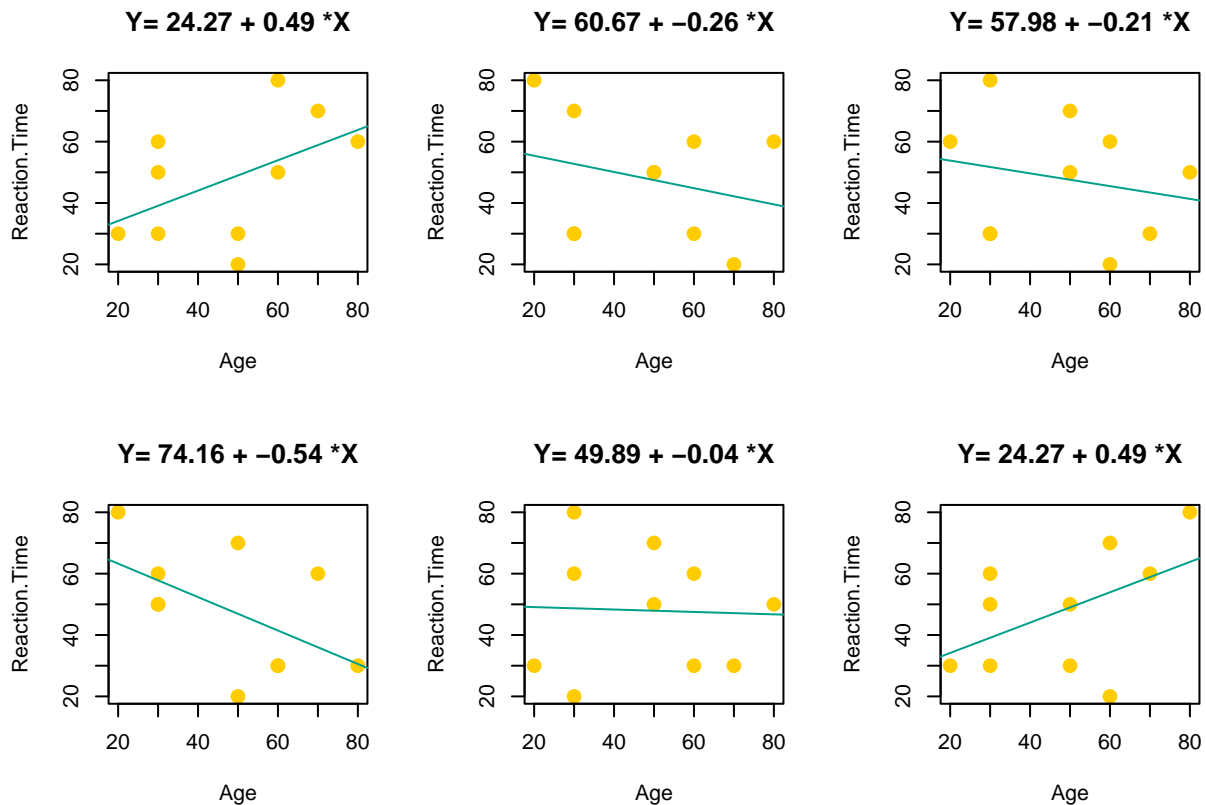 Y= 24.27 + 0.49 *X
80
60
40
20
Reaction.Time
20 40 60 80
Age
Y= 60.67 + −0.26 *X
80
60
40
20
Reaction.Time
20 40 60 80
Age
Y= 57.98 + −0.21 *X
80
60
40
20
Reaction.Time
20 40 60 80
Age
Y= 74.16 + −0.54 *X
80
60
40
20
Reaction.Time
20 40 60 80
Age
Y= 49.89 + −0.04 *X
80
60
40
20
Reaction.Time
20 40 60 80
Age
Y= 24.27 + 0.49 *X
80
60
40
20
Reaction.Time
20 40 60 80
Age